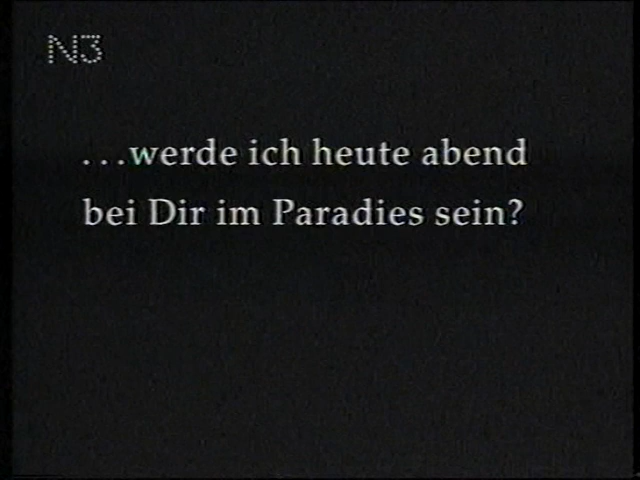 N3
...werde ich heute abend
bei Dir im Paradies sein?